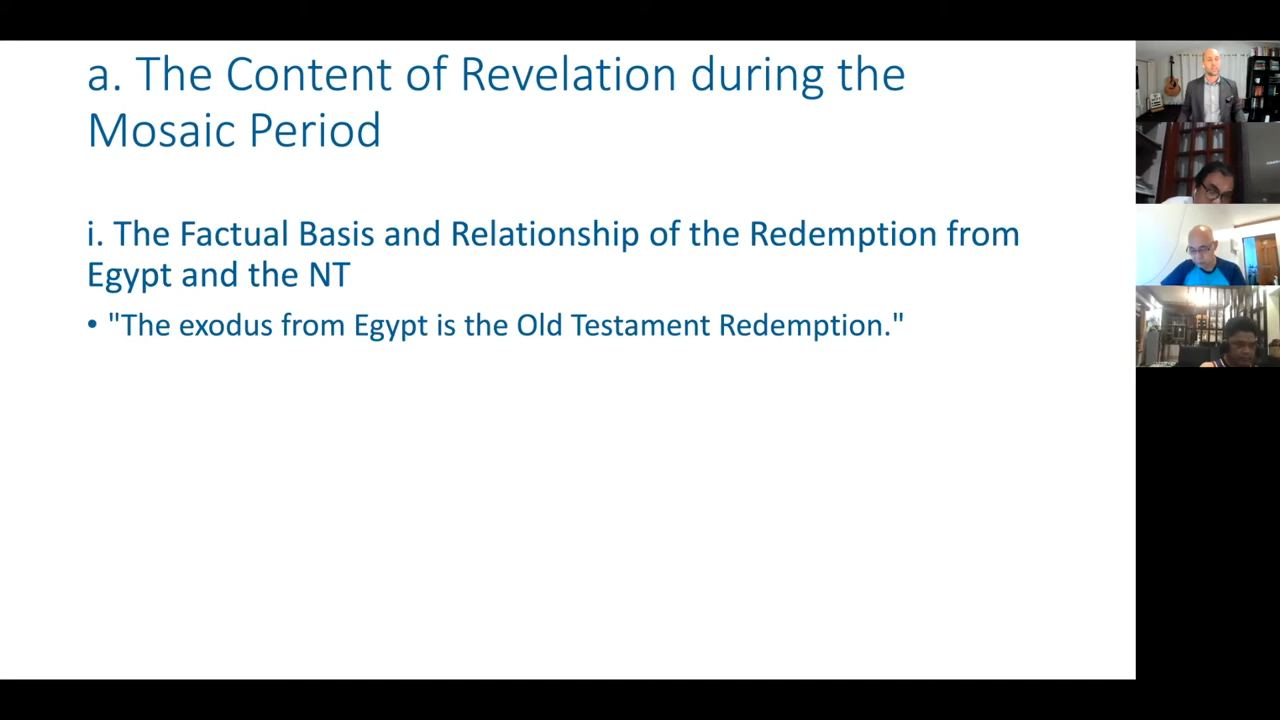 a. The Content of Revelation during the
Mosaic Period
i. The Factual Basis and Relationship of the Redemption from
Egypt and the NT
• "The exodus from Egypt is the Old Testament Redemption."